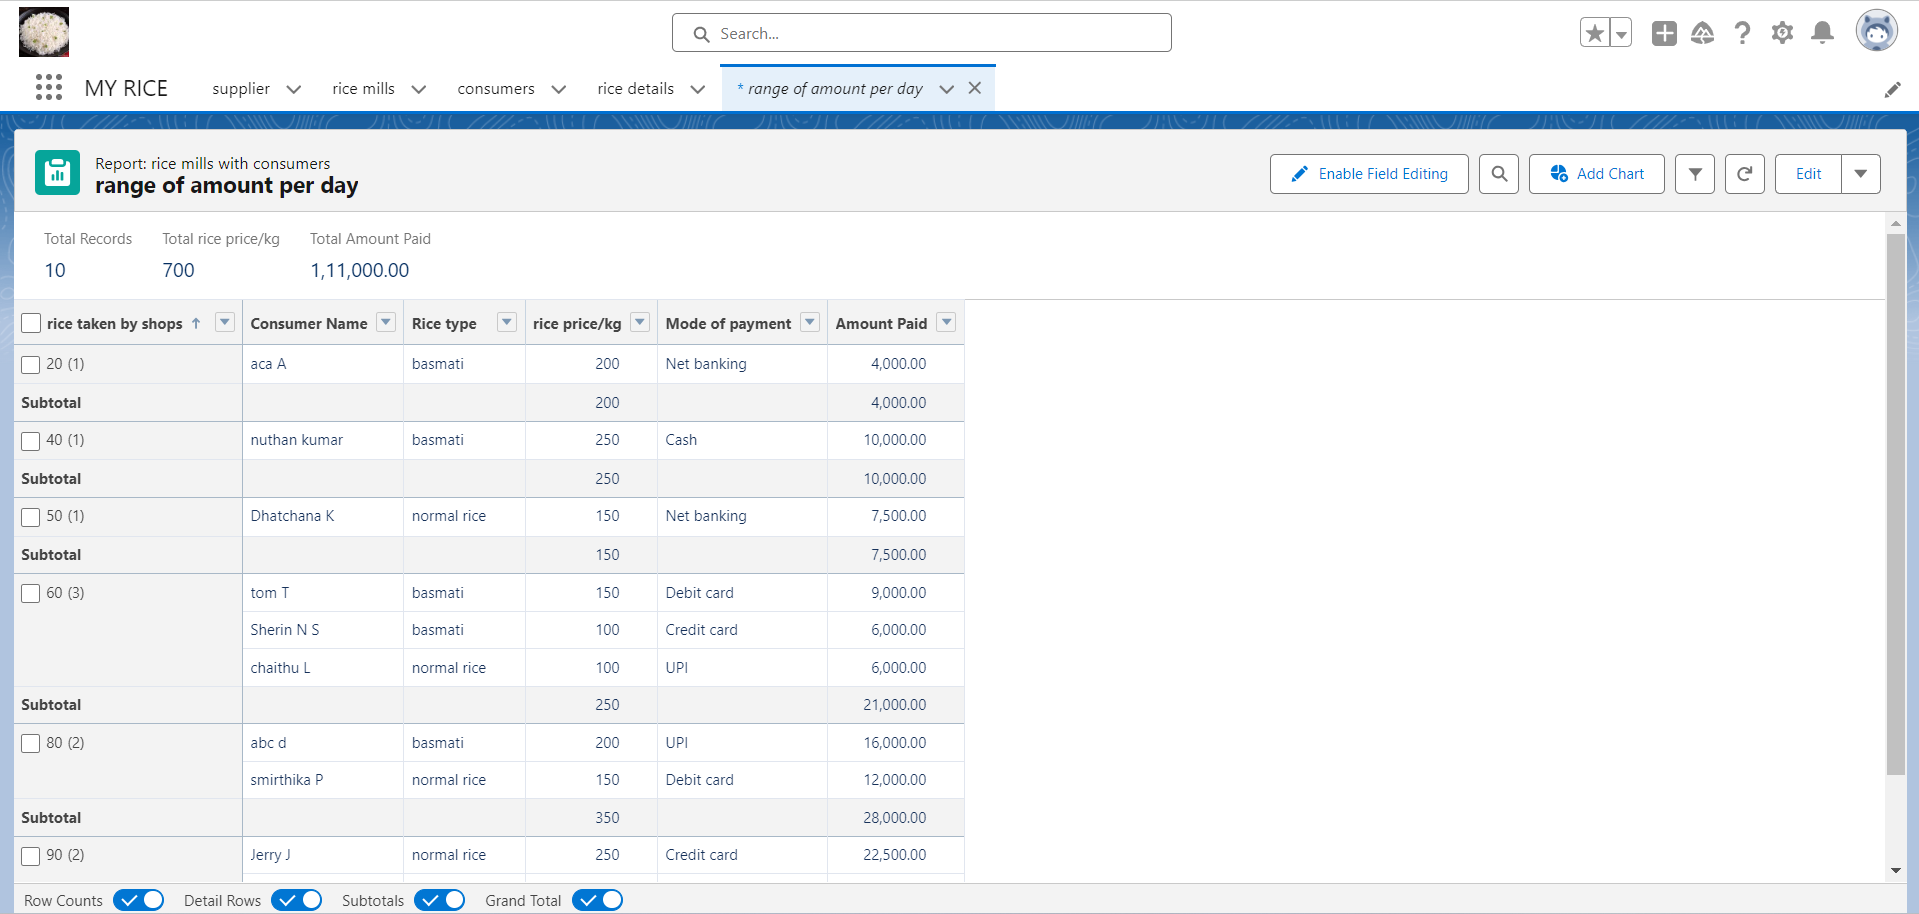 Search...
MY RICE
supplier
rice mills
consumers
rice details
* range of amount per day
Report: rice mills with consumers
range of amount per day
Enable Field Editing
Add Chart
Edit
Total Records Total rice price/kg Total Amount Paid
10 700 1,11,000.00
rice taken by shops ↑ Consumer Name Rice type rice price/kg Mode of payment Amount Paid
20 (1) aca A basmati 200 Net banking 4,000.00
Subtotal 200 4,000.00
40 (1) nuthan kumar basmati 250 Cash 10,000.00
Subtotal 250 10,000.00
50 (1) Dhatchana K normal rice 150 Net banking 7,500.00
Subtotal 150 7,500.00
60 (3) tom T basmati 150 Debit card 9,000.00
Sherin N S basmati 100 Credit card 6,000.00
chaithu L normal rice 100 UPI 6,000.00
Subtotal 250 21,000.00
80 (2) abc d basmati 200 UPI 16,000.00
smirthika P normal rice 150 Debit card 12,000.00
Subtotal 350 28,000.00
90 (2) Jerry J normal rice 250 Credit card 22,500.00
Row Counts Detail Rows Subtotals Grand Total